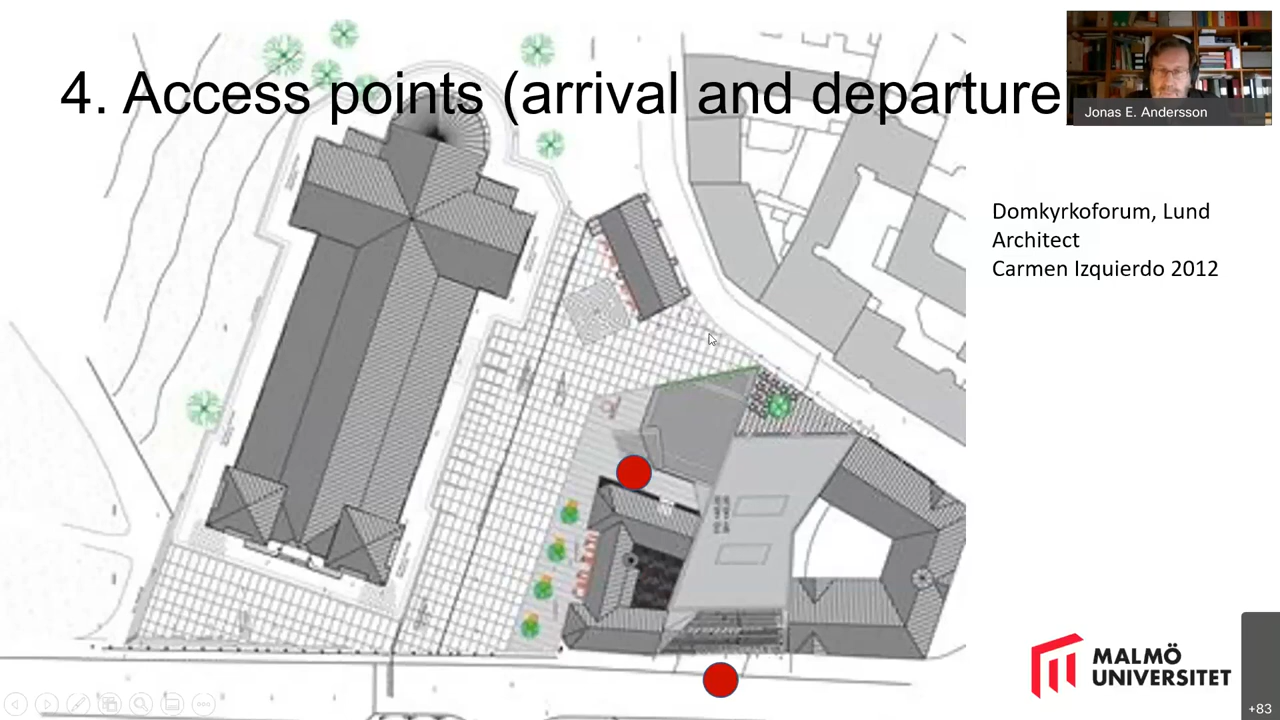 4. Access points (arrival and departure
Jonas E. Andersson
Domkyrkoforum, Lund
Architect
Carmen Izquierdo 2012
MALMÖ
UNIVERSITET
+83